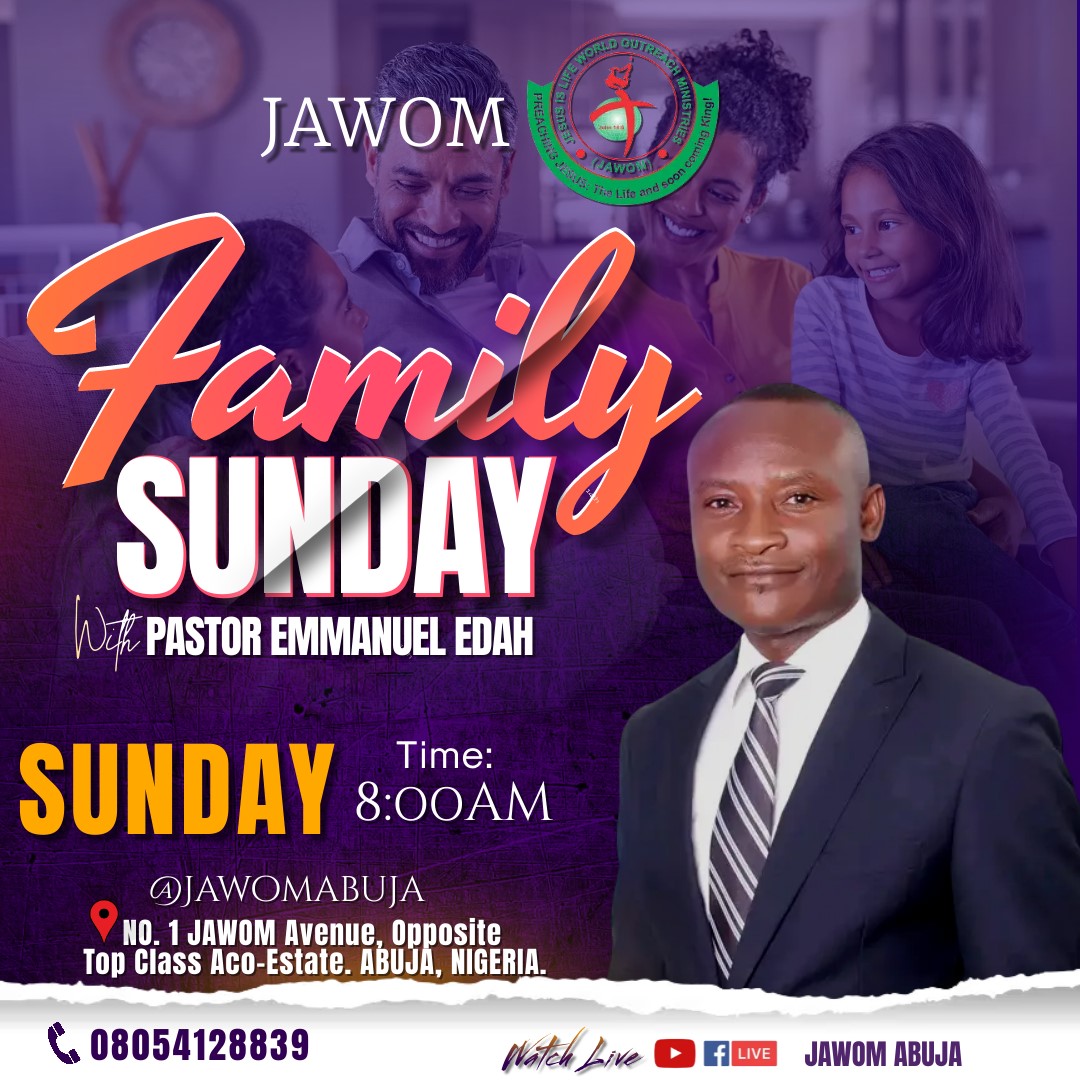 JAWOM
JESUS IS LIFE WORLD OUTREACH MINISTRIES
(JAWOM)
PREACHING JESUS: The Life and soon coming King!
Family
SUNDAY
With PASTOR EMMANUEL EDAH
SUNDAY
Time:
8:00AM
@JAWOMABUJA
NO. 1 JAWOM Avenue, Opposite
Top Class Aco-Estate. ABUJA, NIGERIA.
08054128839
Watch Live
LIVE
JAWOM ABUJA